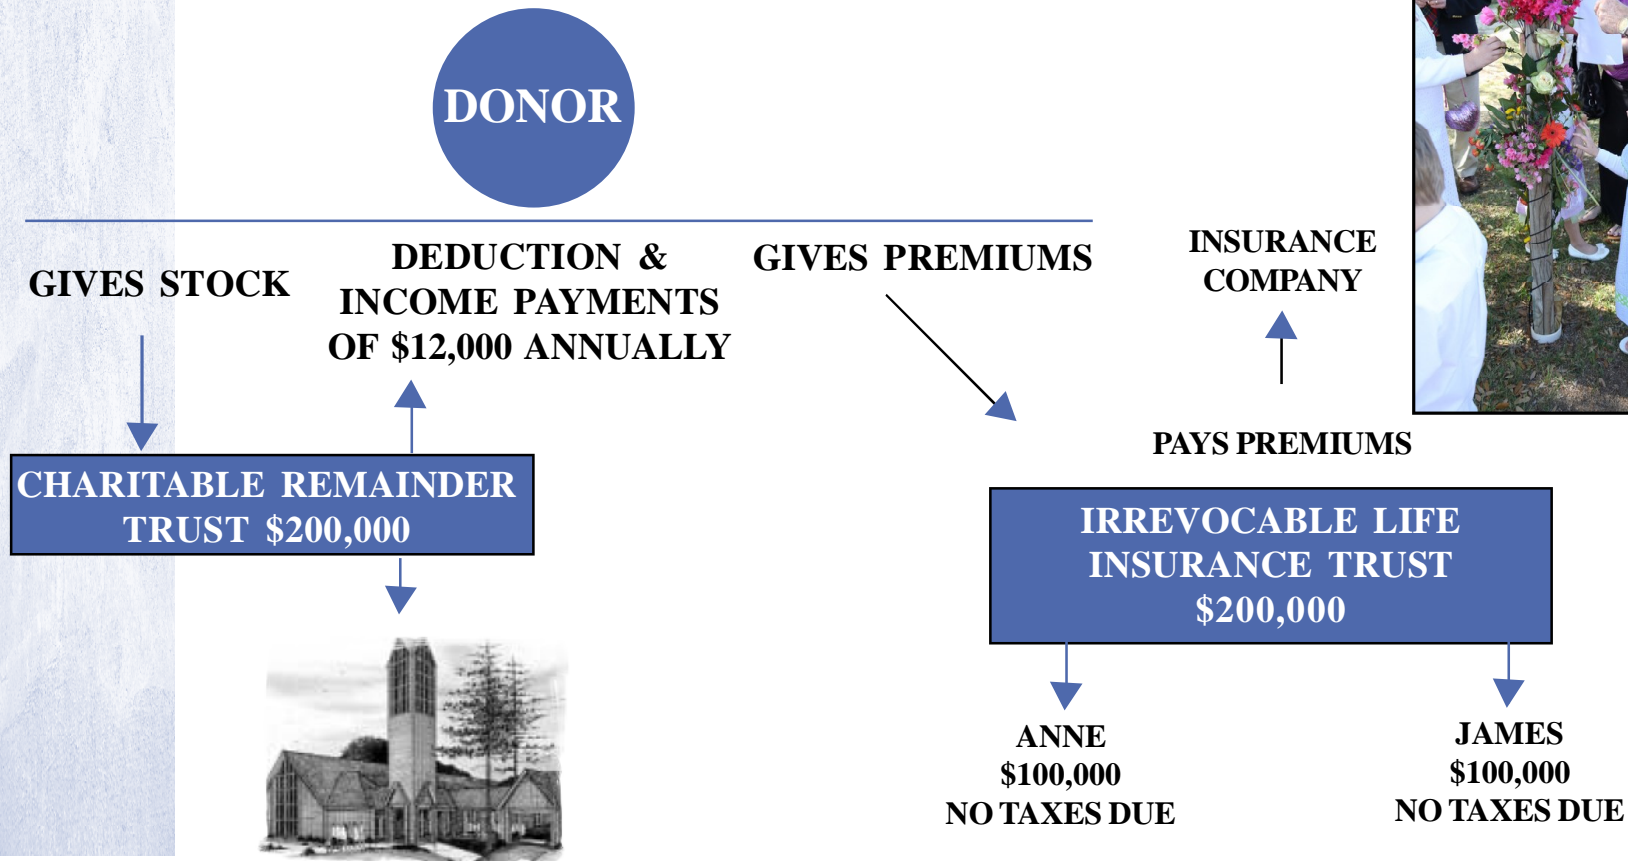 DONOR
GIVES STOCK
DEDUCTION &
INCOME PAYMENTS
OF $12,000 ANNUALLY
GIVES PREMIUMS
INSURANCE
COMPANY
PAYS PREMIUMS
CHARITABLE REMAINDER
TRUST $200,000
IRREVOCABLE LIFE
INSURANCE TRUST
$200,000
ANNE
$100,000
NO TAXES DUE
JAMES
$100,000
NO TAXES DUE